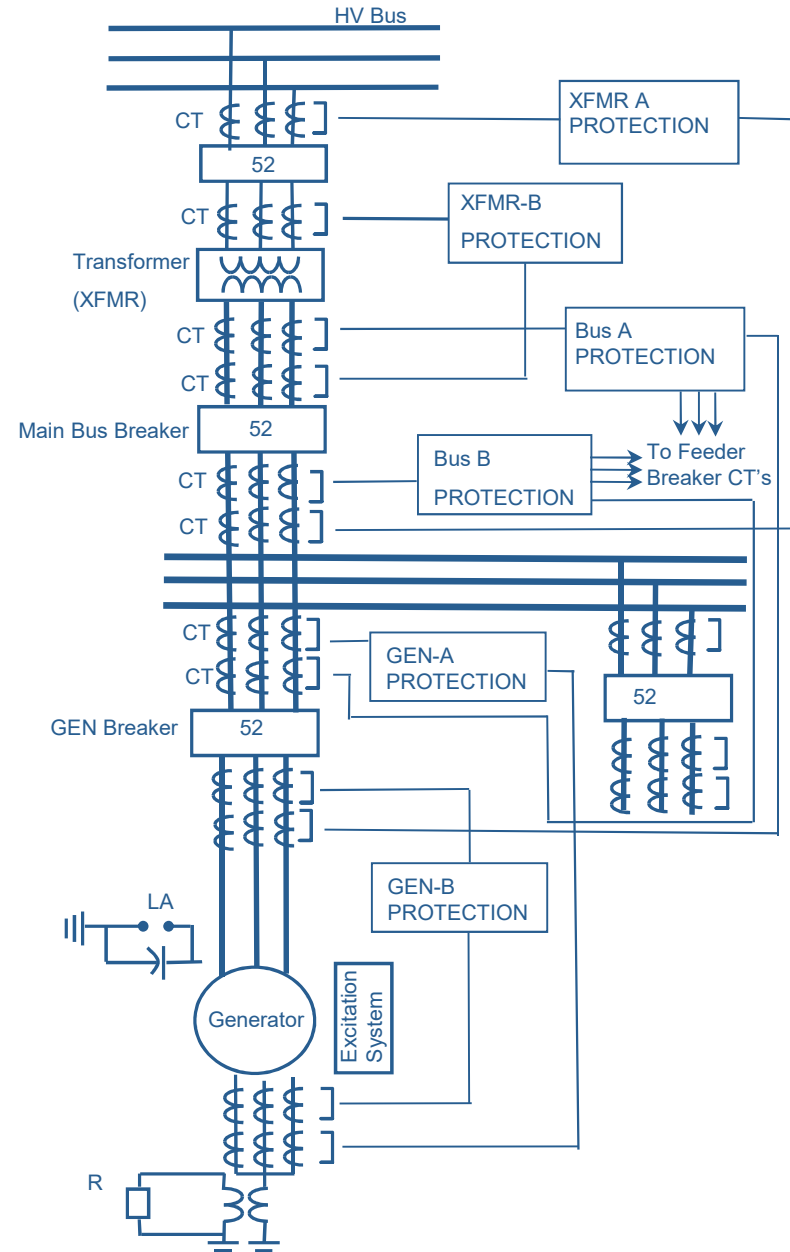 HV Bus
CT
XFMR A
PROTECTION
52
CT
XFMR-B
PROTECTION
Transformer
(XFMR)
CT
Bus A
PROTECTION
CT
Main Bus Breaker
52
To Feeder
Breaker CT's
CT
Bus B
PROTECTION
CT
CT
GEN-A
PROTECTION
CT
52
GEN Breaker
52
GEN-B
PROTECTION
LA
Generator
Excitation
System
R